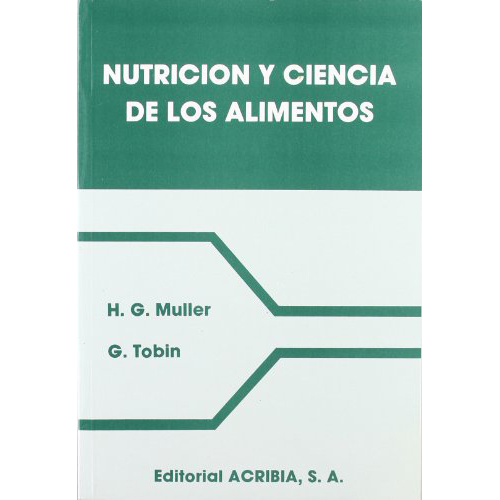 NUTRICION Y CIENCIA
DE LOS ALIMENTOS
H. G. Muller
G. Tobin
Editorial ACRIBIA, S. A.